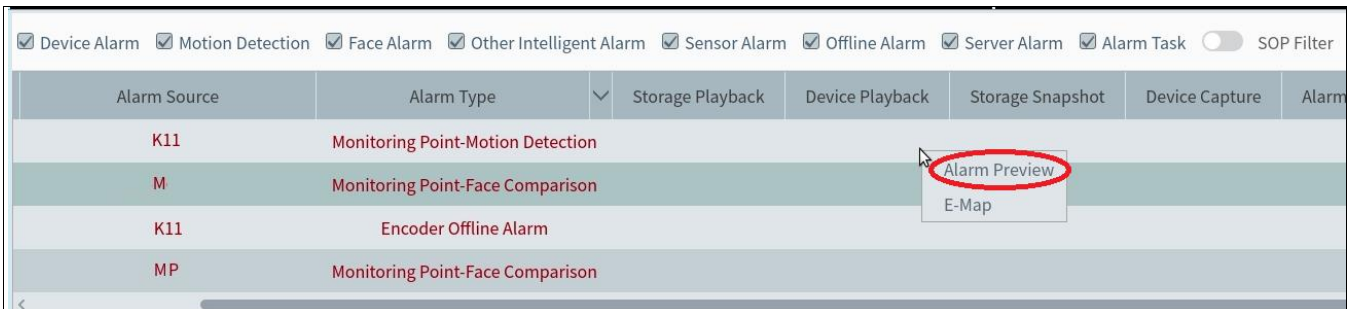 Device Alarm Motion Detection Face Alarm Other Intelligent Alarm Sensor Alarm Offline Alarm Server Alarm Alarm Task SOP Filter
Alarm Source Alarm Type Storage Playback Device Playback Storage Snapshot Device Capture Alarm
K11 Monitoring Point-Motion Detection
Alarm Preview
M Monitoring Point-Face Comparison
E-Map
K11 Encoder Offline Alarm
MP Monitoring Point-Face Comparison